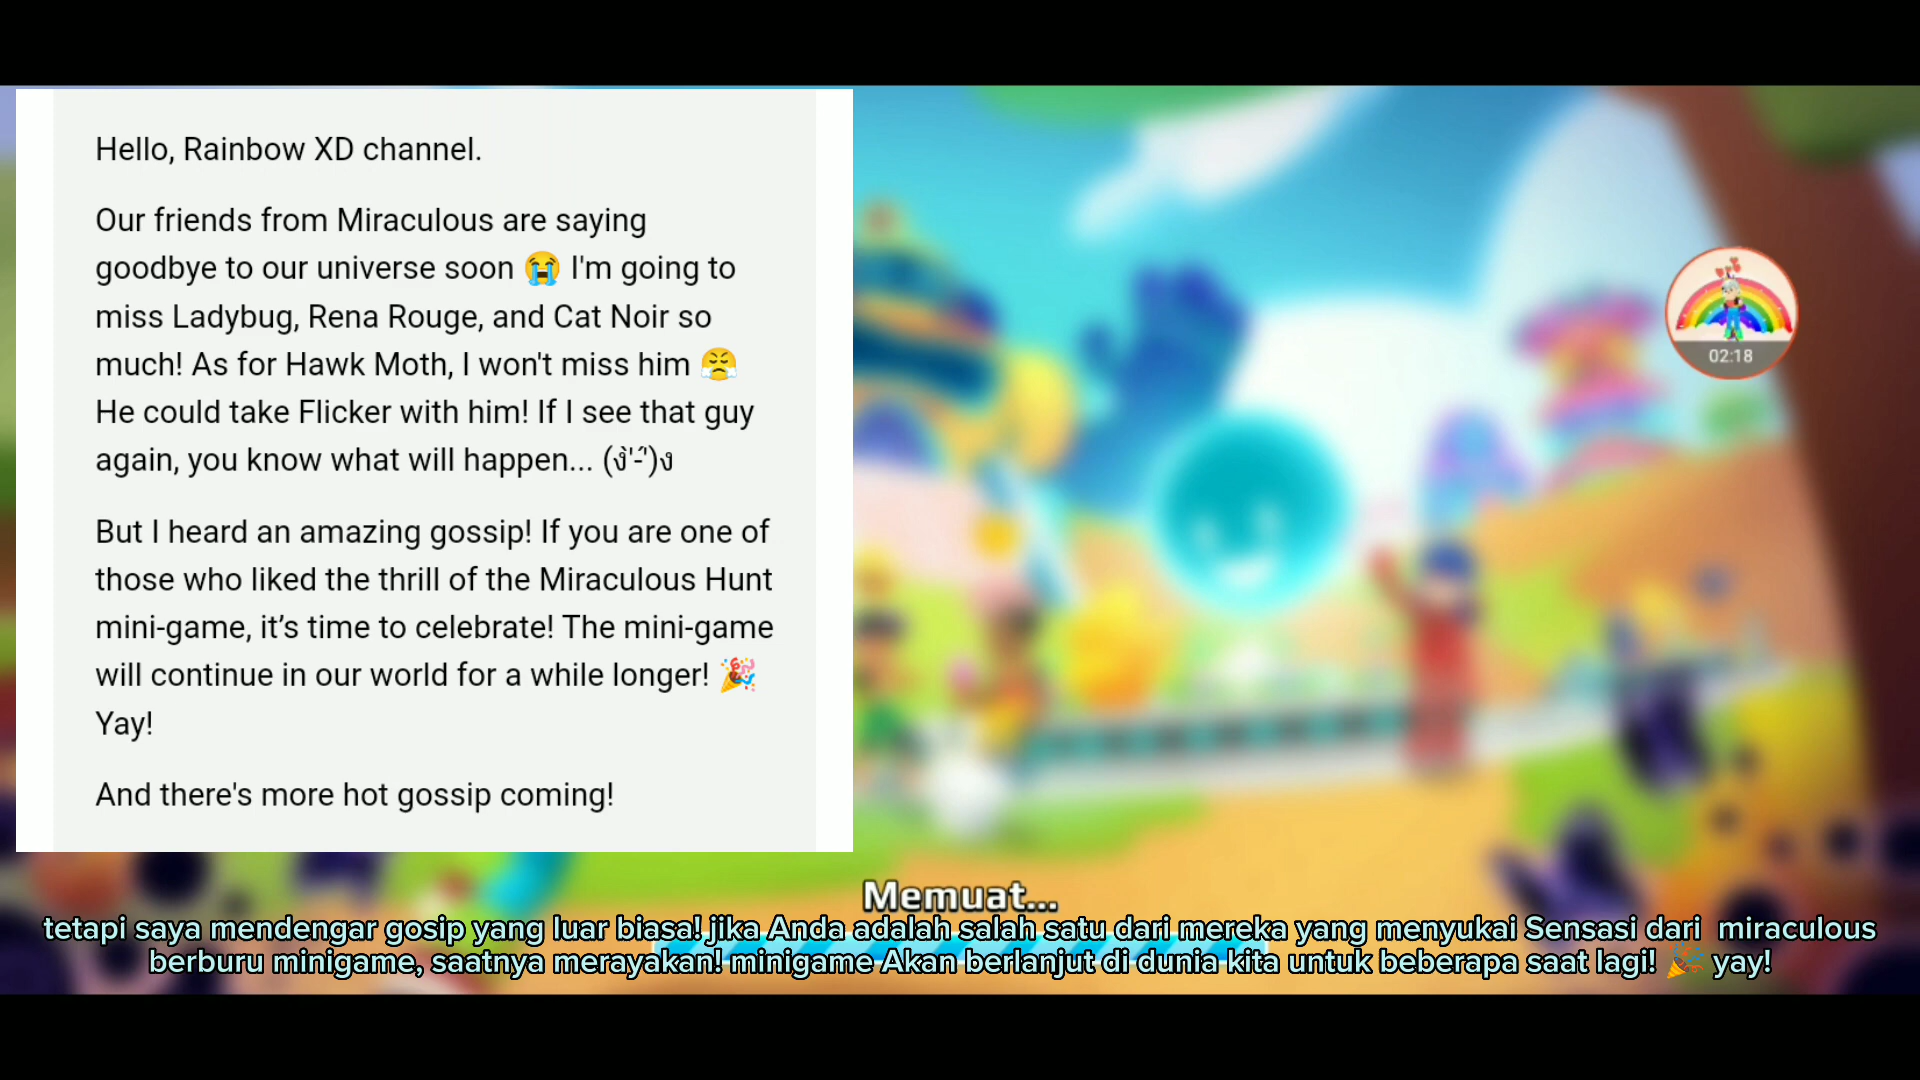 Hello, Rainbow XD channel.
Our friends from Miraculous are saying
goodbye to our universe soon 😭 I'm going to
miss Ladybug, Rena Rouge, and Cat Noir so
much! As for Hawk Moth, I won't miss him 😤
He could take Flicker with him! If I see that guy
again, you know what will happen... (ง'̀-'́)ง
But I heard an amazing gossip! If you are one of
those who liked the thrill of the Miraculous Hunt
mini-game, it’s time to celebrate! The mini-game
will continue in our world for a while longer! 🎉
Yay!
And there's more hot gossip coming!
02:18
Memuat...
tetapi saya mendengar gosip yang luar biasa! jika Anda adalah salah satu dari mereka yang menyukai Sensasi dari miraculous
berburu minigame, saatnya merayakan! minigame Akan berlanjut di dunia kita untuk beberapa saat lagi! 🎉 yay!